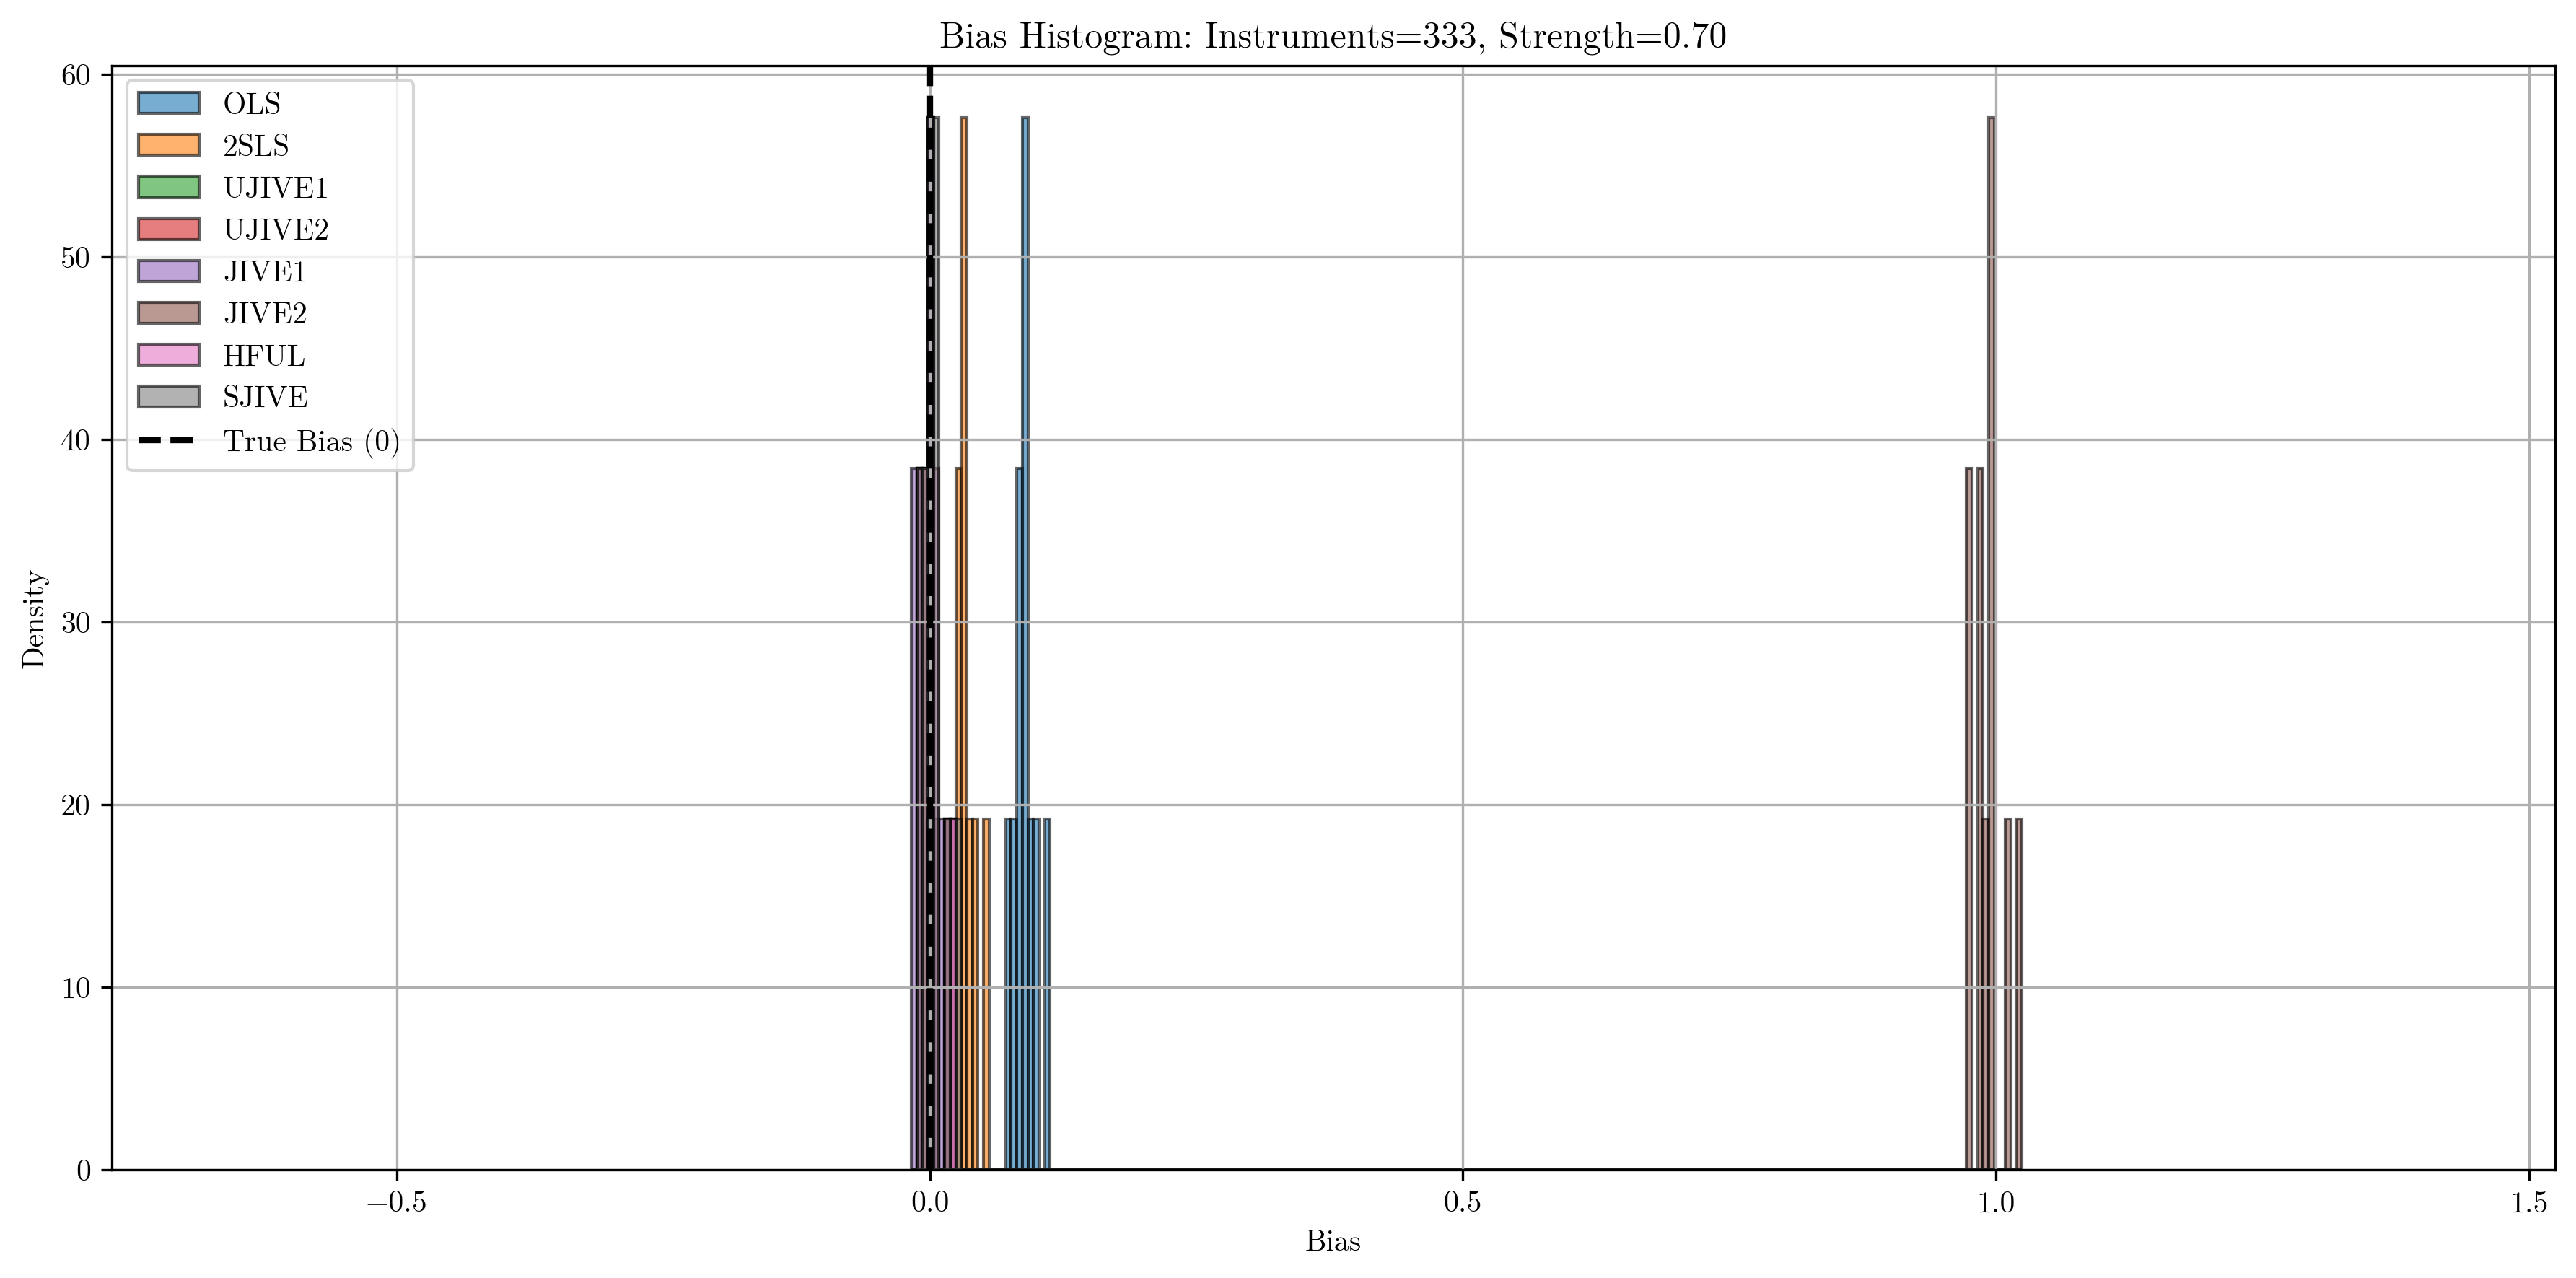 Bias Histogram: Instruments=333, Strength=0.70
60
50
40
30
20
10
0
Density
OLS
2SLS
UJIVE1
UJIVE2
JIVE1
JIVE2
HFUL
SJIVE
True Bias (0)
−0.5
0.0
0.5
1.0
1.5
Bias